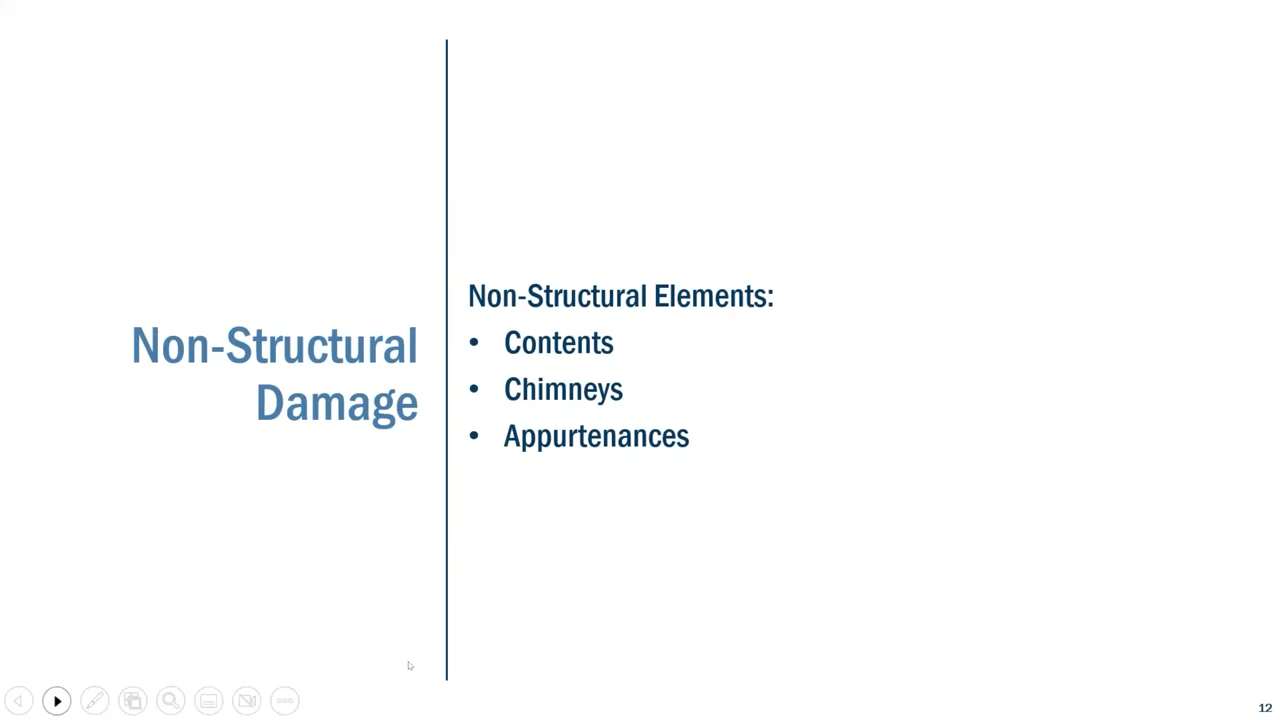 Non-Structural
Damage
Non-Structural Elements:
• Contents
• Chimneys
• Appurtenances
12